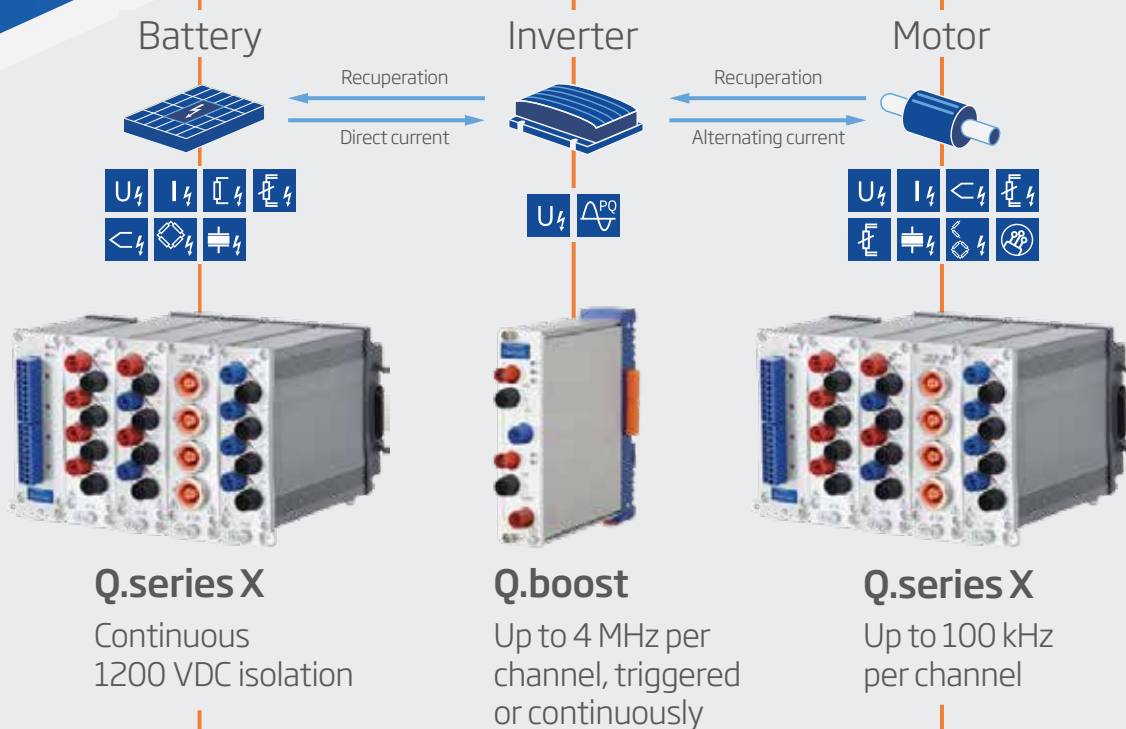 Battery
Inverter
Motor
Recuperation
Direct current
Recuperation
Alternating current
U
I
U
PQ
U
I
Q.series X
Continuous
1200 VDC isolation
Q.boost
Up to 4 MHz per
channel, triggered
or continuously
Q.series X
Up to 100 kHz
per channel